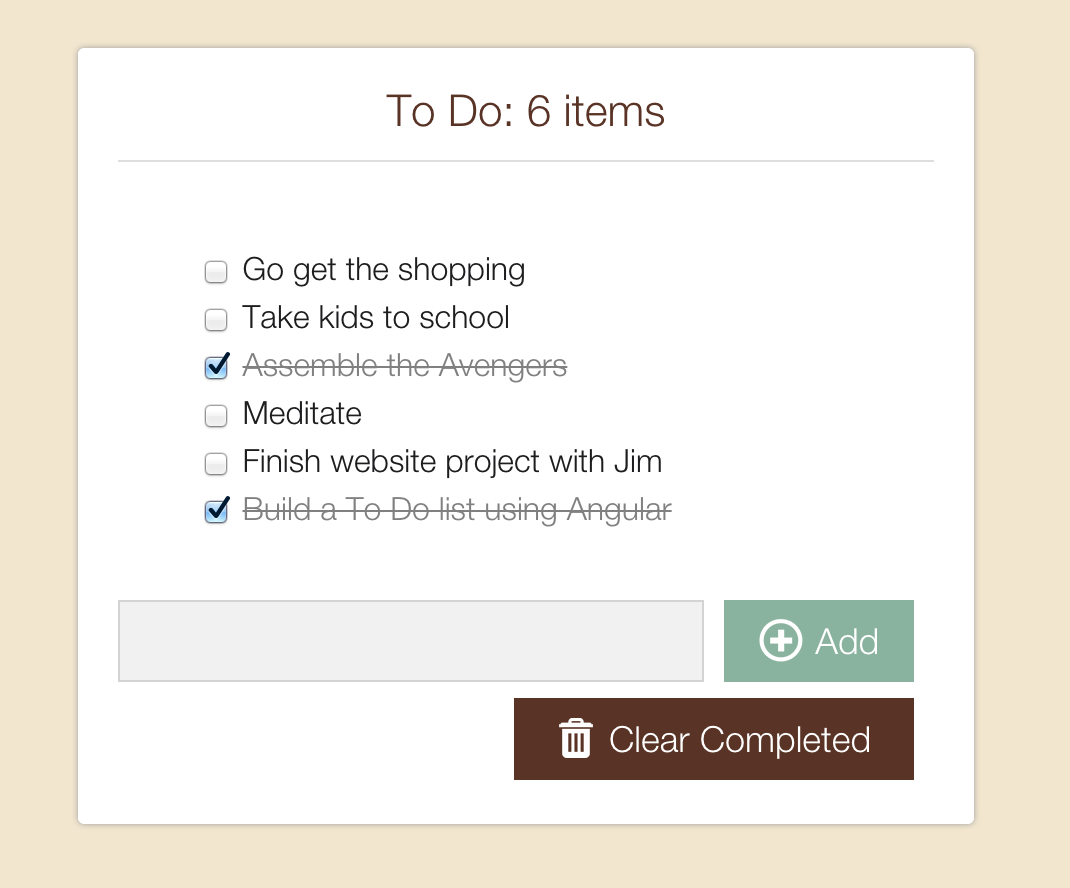 To Do: 6 items
Go get the shopping
Take kids to school
Assemble the Avengers
Meditate
Finish website project with Jim
Build a To Do list using Angular
Add
Clear Completed